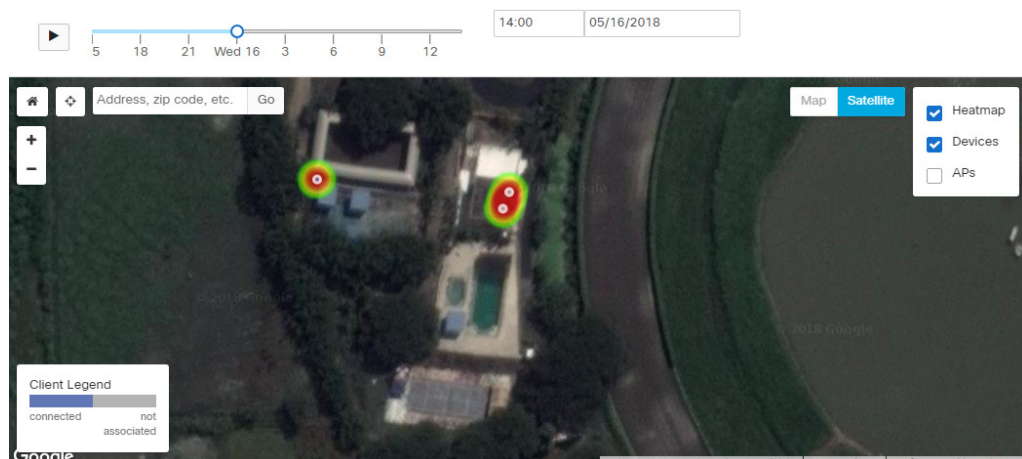 14:00 05/16/2018
5 18 21 Wed 16 3 6 9 12
Address, zip code, etc. Go
Map Satellite
Heatmap
Devices
APs
+
−
© 2018 Google
© 2018 Google
Client Legend
connected not
associated
Google